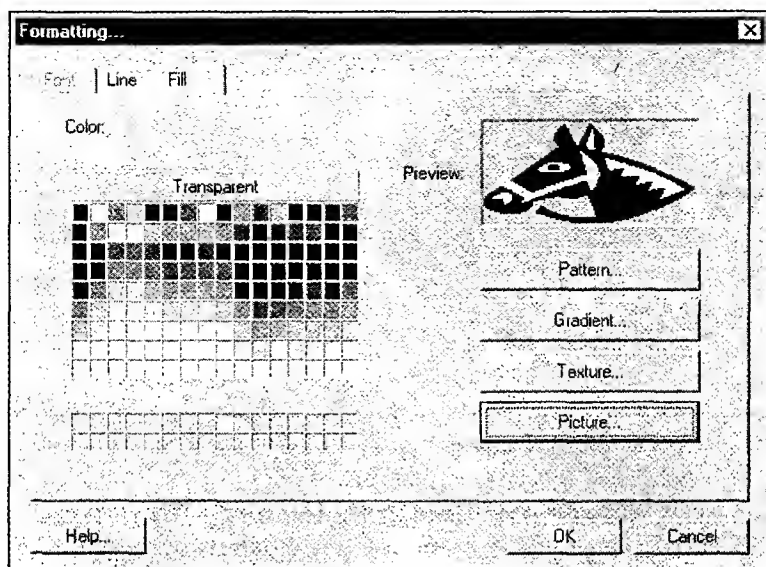 Formatting...
Font Line Fill
Color:
Transparent
Preview:
Pattern...
Gradient...
Texture...
Picture...
Help... OK Cancel